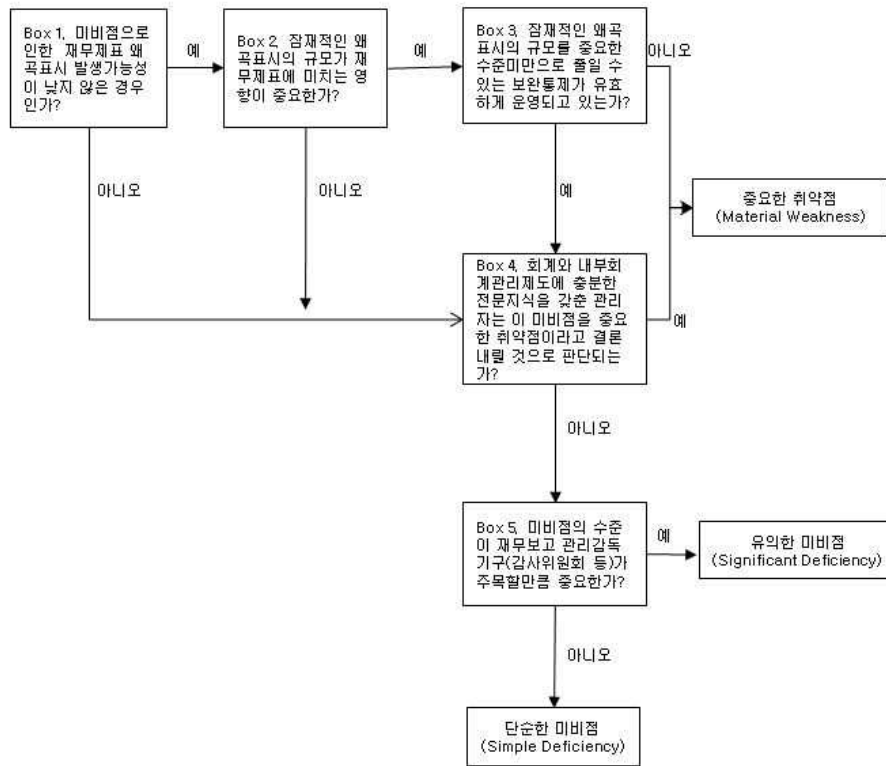 Box 1. 미비점으로
인한 재무제표 왜
곡표시 발생가능성
이 낮지 않은 경우
인가?
예
Box 2. 잠재적인 왜
곡표시의 규모가 재
무제표에 미치는 영
향이 중요한가?
예
Box 3. 잠재적인 왜곡
표시의 규모를 중요한
수준미만으로 줄일 수
있는 보완통제가 유효
하게 운영되고 있는가?
아니오
아니오
아니오
예
중요한 취약점
(Material Weakness)
Box 4. 회계와 내부회
계관리제도에 충분한
전문지식을 갖춘 관리
자는 이 미비점을 중요
한 취약점이라고 결론
내릴 것으로 판단되는
가?
예
아니오
Box 5. 미비점의 수준
이 재무보고 관리감독
기구(감사위원회 등)가
주목할만큼 중요한가?
예
유의한 미비점
(Significant Deficiency)
아니오
단순한 미비점
(Simple Deficiency)